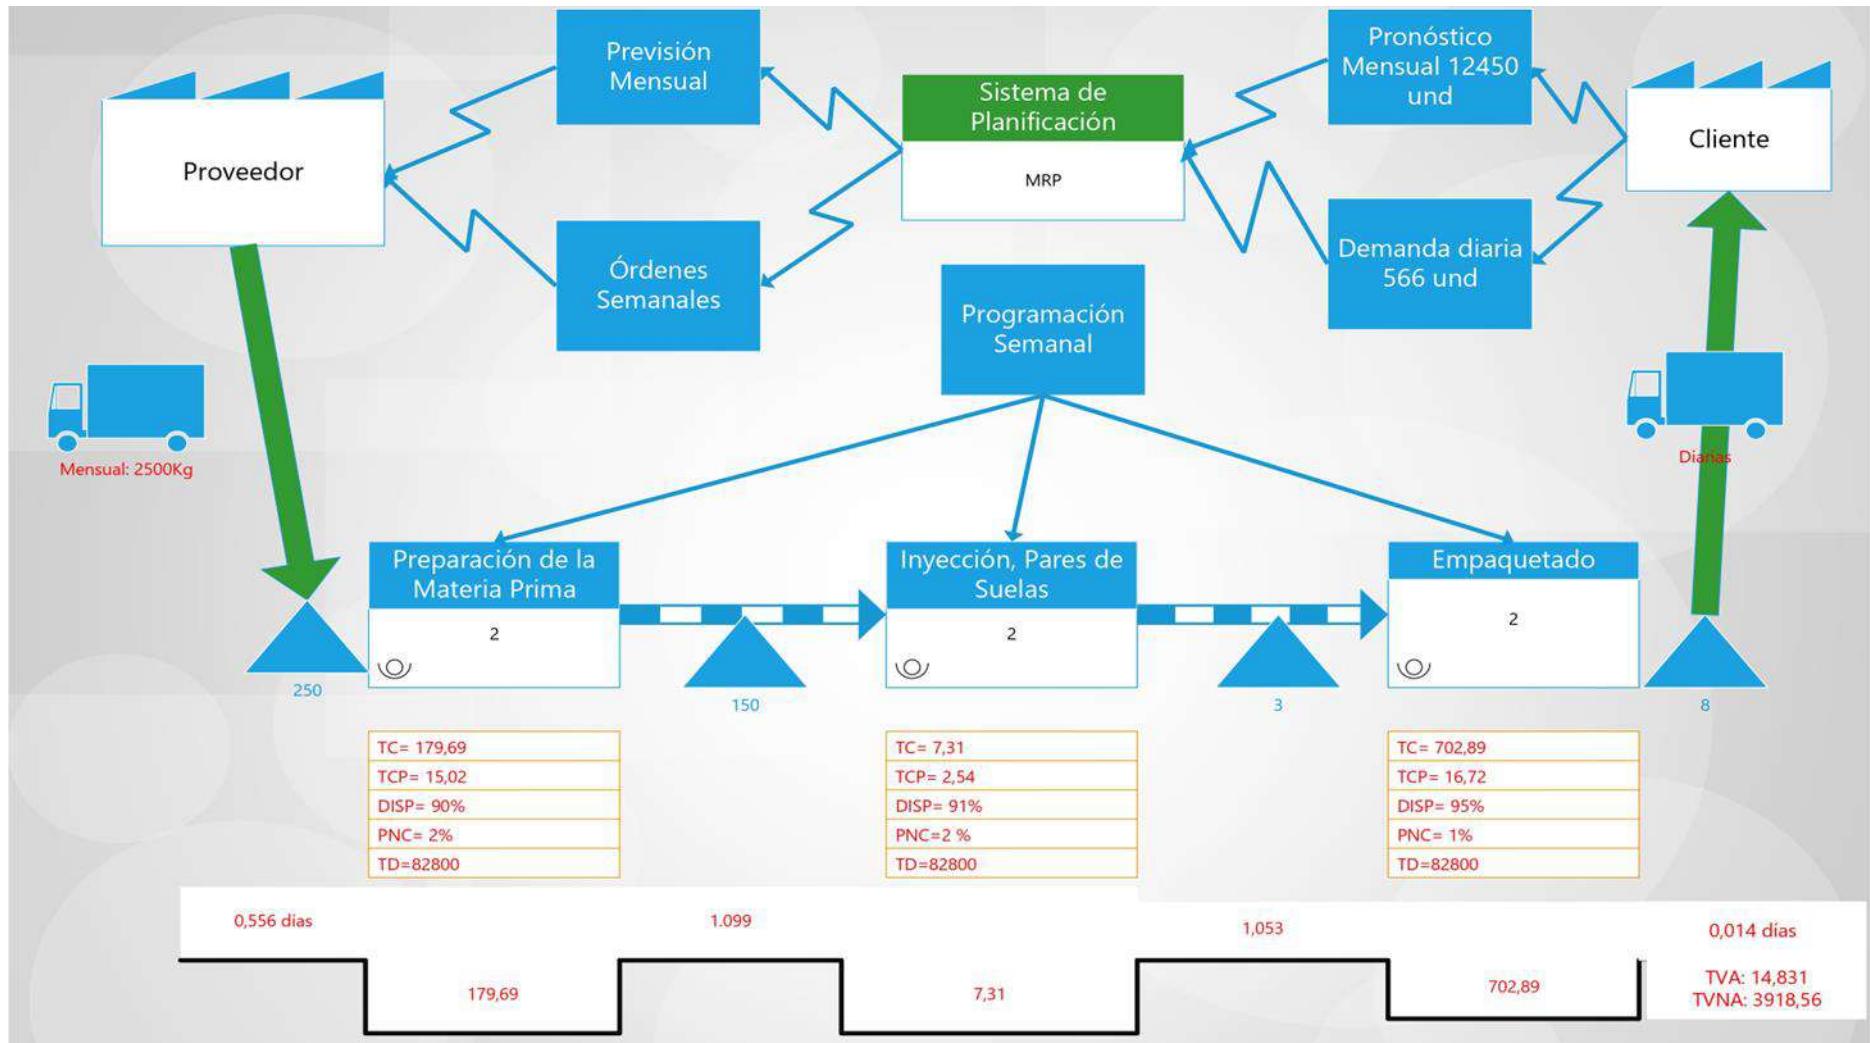 Previsión
Mensual
Pronóstico
Mensual 12450
und
Sistema de
Planificación
MRP
Proveedor
Cliente
Órdenes
Semanales
Demanda diaria
566 und
Programación
Semanal
Mensual: 2500Kg
Diarias
Preparación de la
Materia Prima
2
Inyección, Pares de
Suelas
2
Empaquetado
2
250
150
3
8
TC= 179,69
TCP= 15,02
DISP= 90%
PNC= 2%
TD=82800
TC= 7,31
TCP= 2,54
DISP= 91%
PNC=2 %
TD=82800
TC= 702,89
TCP= 16,72
DISP= 95%
PNC= 1%
TD=82800
0,556 días
1.099
1,053
0,014 días
179,69
7,31
702,89
TVA: 14,831
TVNA: 3918,56